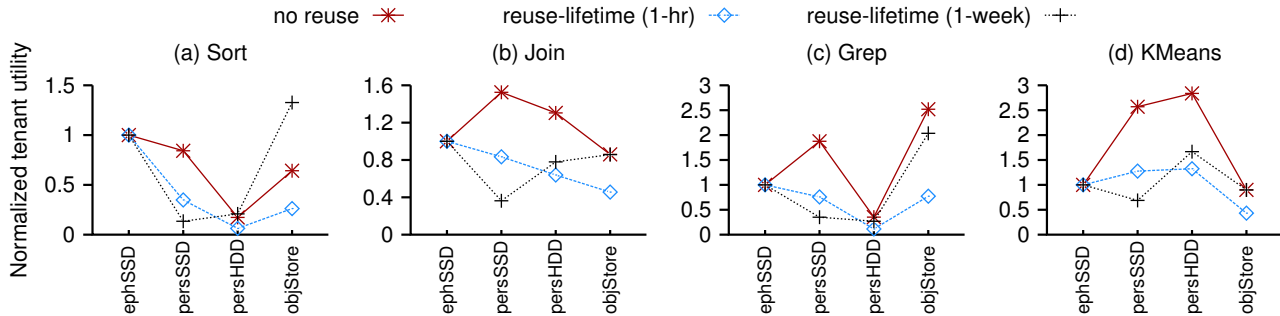 no reuse reuse-lifetime (1-hr) reuse-lifetime (1-week)
Normalized tenant utility
(a) Sort
1.5
1
0.5
0
ephSSD
persSSD
persHDD
objStore
(b) Join
1.6
1.2
0.8
0.4
0
ephSSD
persSSD
persHDD
objStore
(c) Grep
3
2.5
2
1.5
1
0.5
0
ephSSD
persSSD
persHDD
objStore
(d) KMeans
3
2.5
2
1.5
1
0.5
0
ephSSD
persSSD
persHDD
objStore